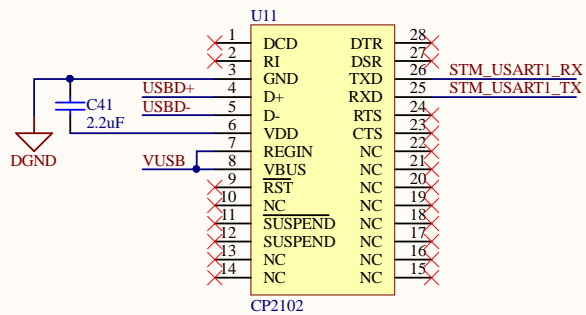 U11
1 DCD DTR 28
2 RI DSR 27
3 GND TXD 26 STM_USART1_RX
USBD+ 4 D+ RXD 25 STM_USART1_TX
USBD- 5 D- RTS 24
C41
2.2uF
6 VDD CTS 23
DGND
7 REGIN NC 22
VUSB 8 VBUS NC 21
9 RST NC 20
10 NC NC 19
11 SUSPEND NC 18
12 SUSPEND NC 17
13 NC NC 16
14 NC NC 15
CP2102